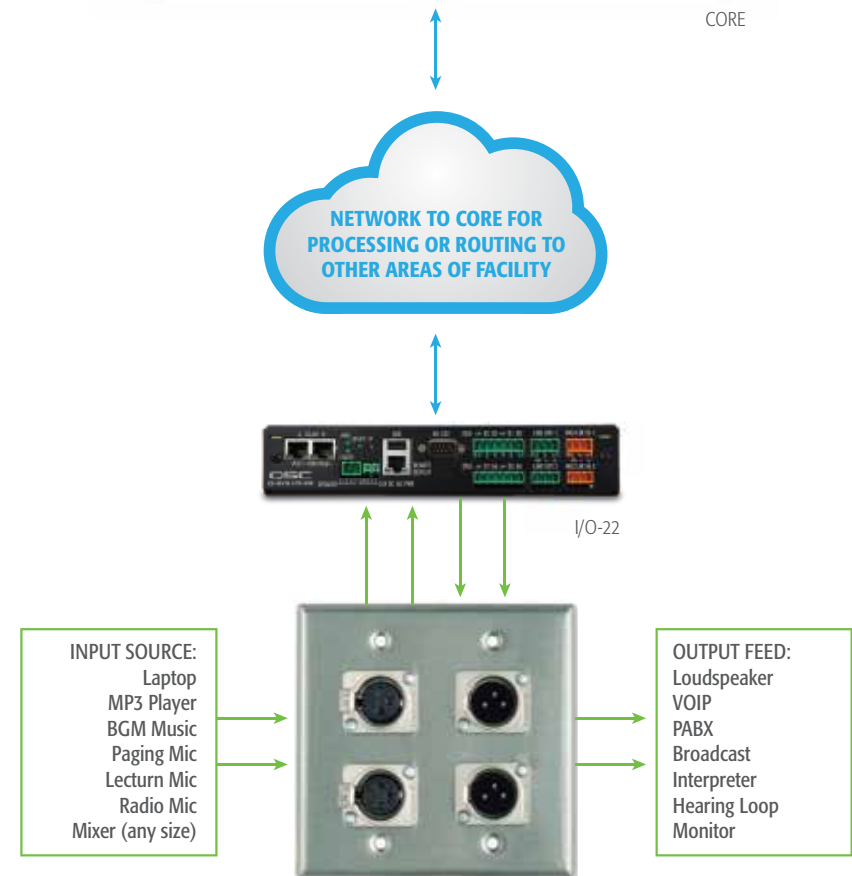 CORE
NETWORK TO CORE FOR
PROCESSING OR ROUTING TO
OTHER AREAS OF FACILITY
QSC
I/O-22
INPUT SOURCE:
Laptop
MP3 Player
BGM Music
Paging Mic
Lecturn Mic
Radio Mic
Mixer (any size)
OUTPUT FEED:
Loudspeaker
VOIP
PABX
Broadcast
Interpreter
Hearing Loop
Monitor